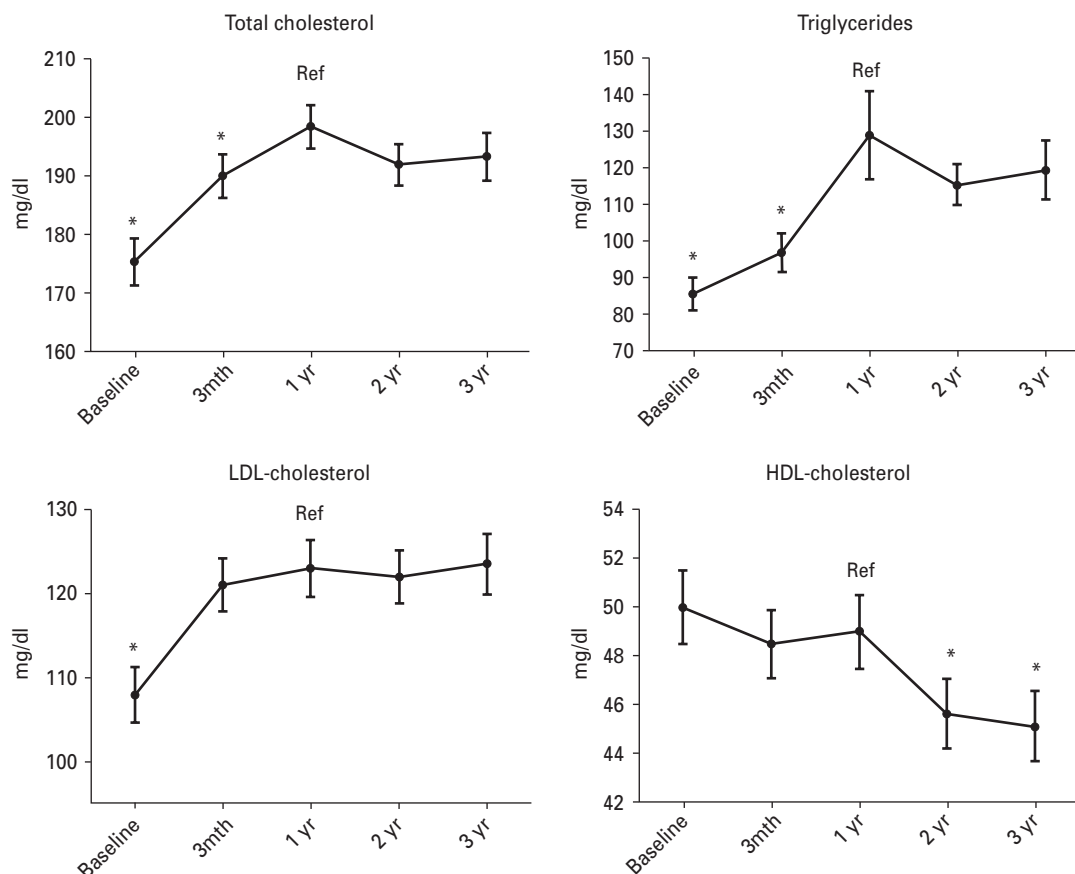 Total cholesterol
210
200
190
180
170
160
mg/dl
Ref
*
*
Baseline
3mth
1 yr
2 yr
3 yr
Triglycerides
150
140
130
120
110
100
90
80
70
mg/dl
Ref
*
*
Baseline
3mth
1 yr
2 yr
3 yr
LDL-cholesterol
130
120
110
100
mg/dl
Ref
*
Baseline
3mth
1 yr
2 yr
3 yr
HDL-cholesterol
54
52
50
48
46
44
42
mg/dl
Ref
*
*
Baseline
3mth
1 yr
2 yr
3 yr